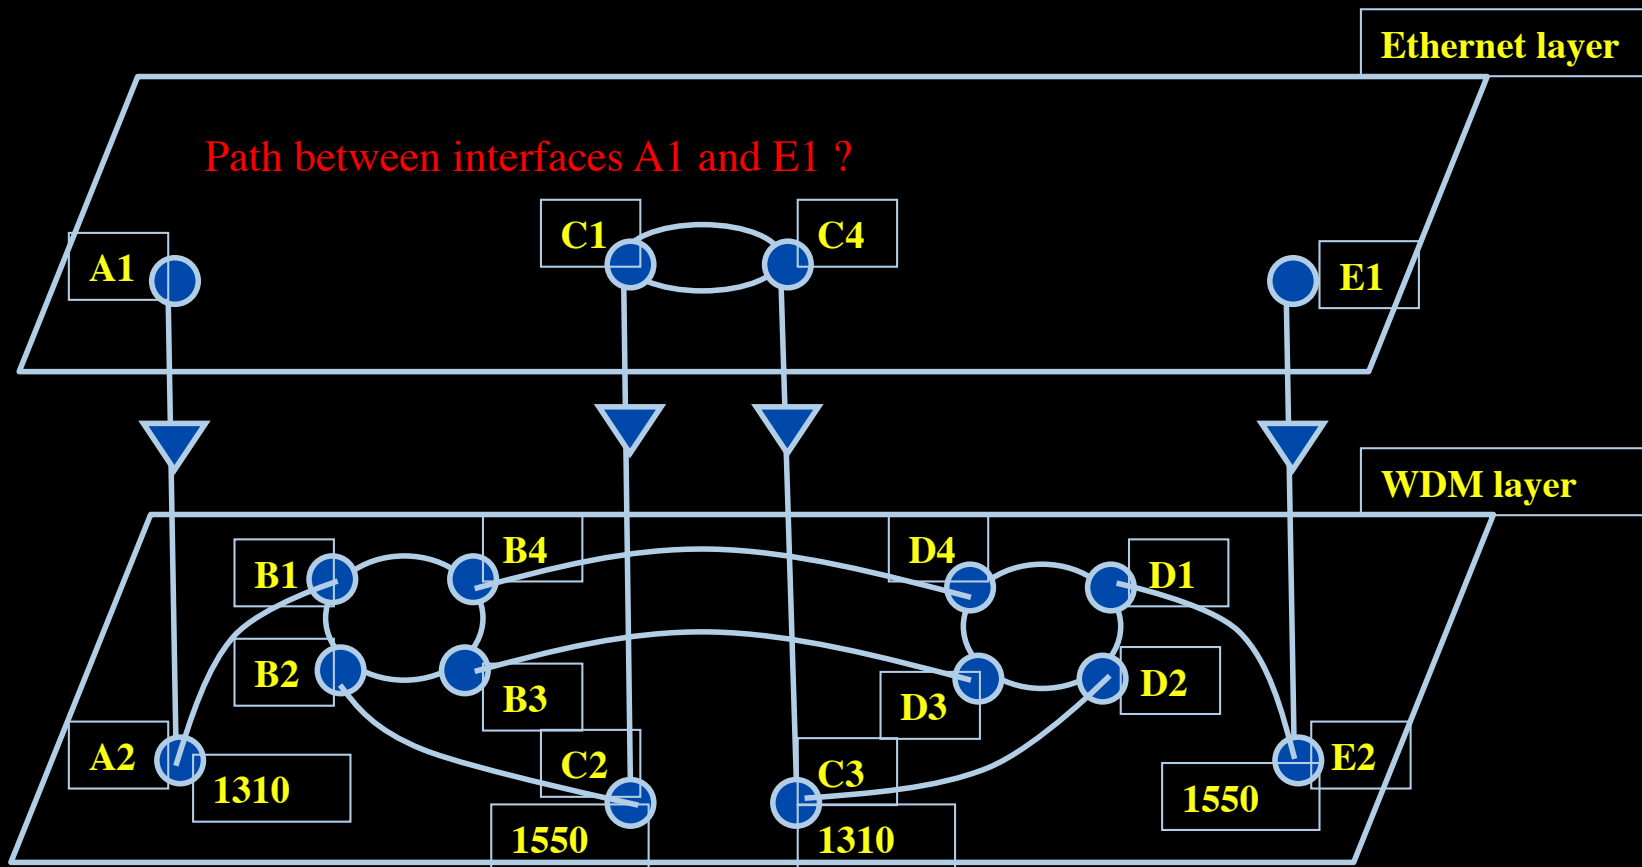 Ethernet layer
Path between interfaces A1 and E1 ?
C1
C4
A1
E1
WDM layer
B4
D4
B1
D1
B2
B3
D2
D3
A2
C2
C3
E2
1310
1550
1550
1310